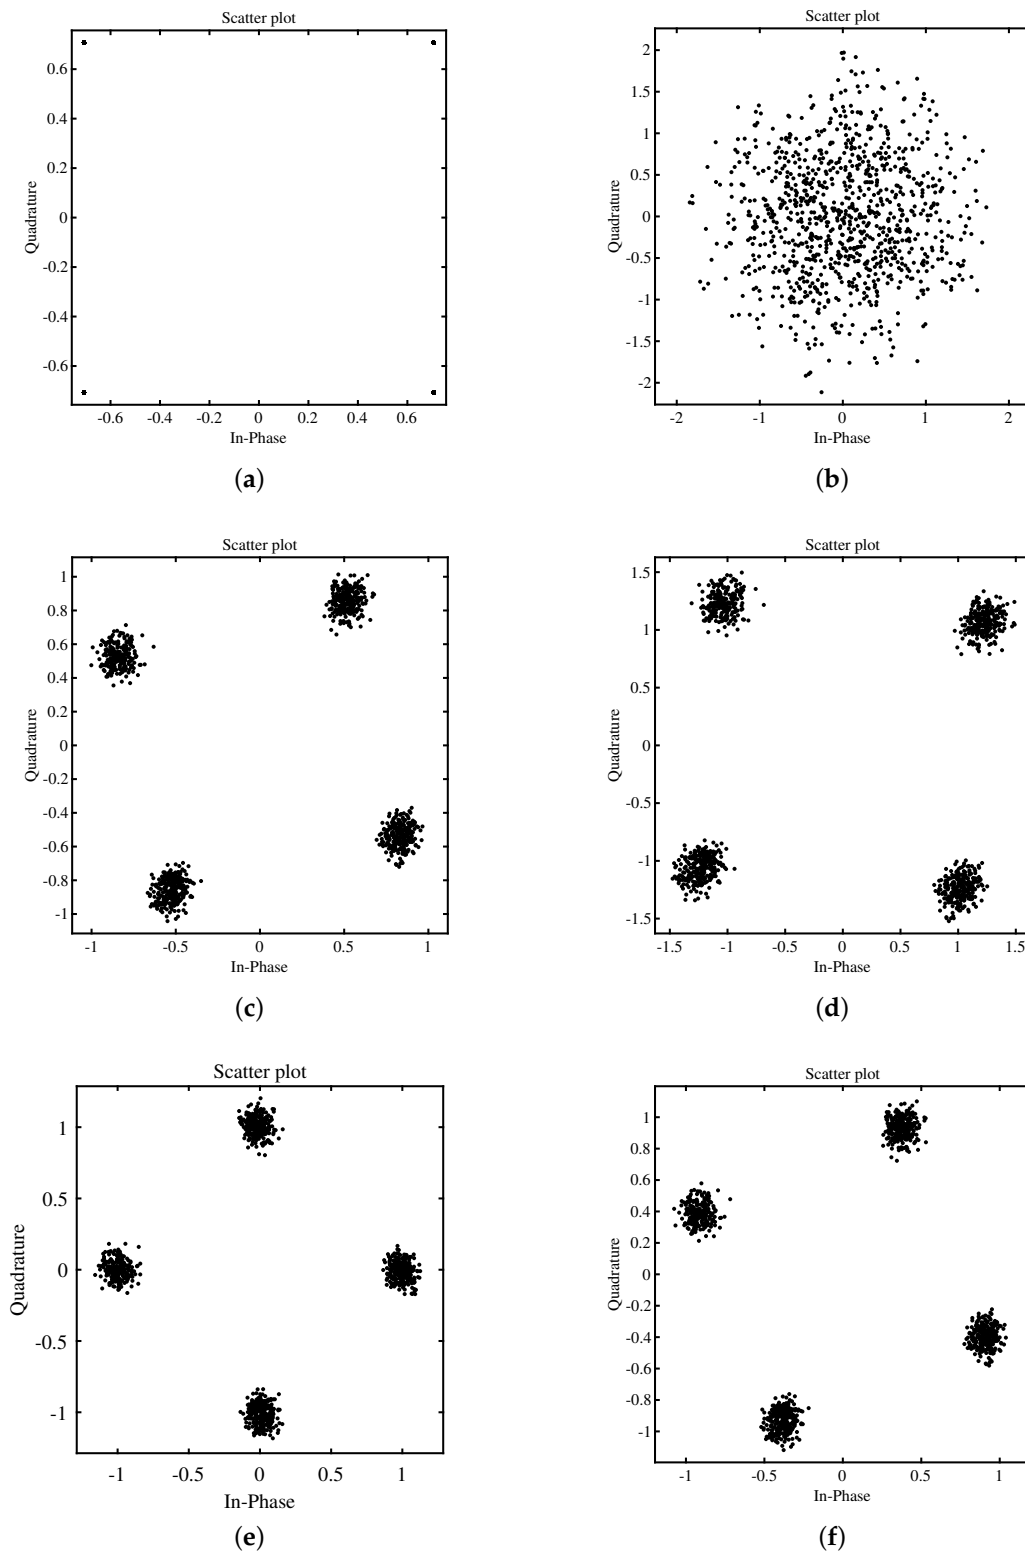 Scatter plot
0.6
0.4
0.2
0
-0.2
-0.4
-0.6
Quadrature
-0.6 -0.4 -0.2 0 0.2 0.4 0.6
In-Phase
(a)
Scatter plot
2
1.5
1
0.5
0
-0.5
-1
-1.5
-2
Quadrature
-2 -1 0 1 2
In-Phase
(b)
Scatter plot
1
0.8
0.6
0.4
0.2
0
-0.2
-0.4
-0.6
-0.8
-1
Quadrature
-1 -0.5 0 0.5 1
In-Phase
(c)
Scatter plot
1.5
1
0.5
0
-0.5
-1
-1.5
Quadrature
-1.5 -1 -0.5 0 0.5 1 1.5
In-Phase
(d)
Scatter plot
1
0.5
0
-0.5
-1
Quadrature
-1 -0.5 0 0.5 1
In-Phase
(e)
Scatter plot
1
0.8
0.6
0.4
0.2
0
-0.2
-0.4
-0.6
-0.8
-1
Quadrature
-1 -0.5 0 0.5 1
In-Phase
(f)